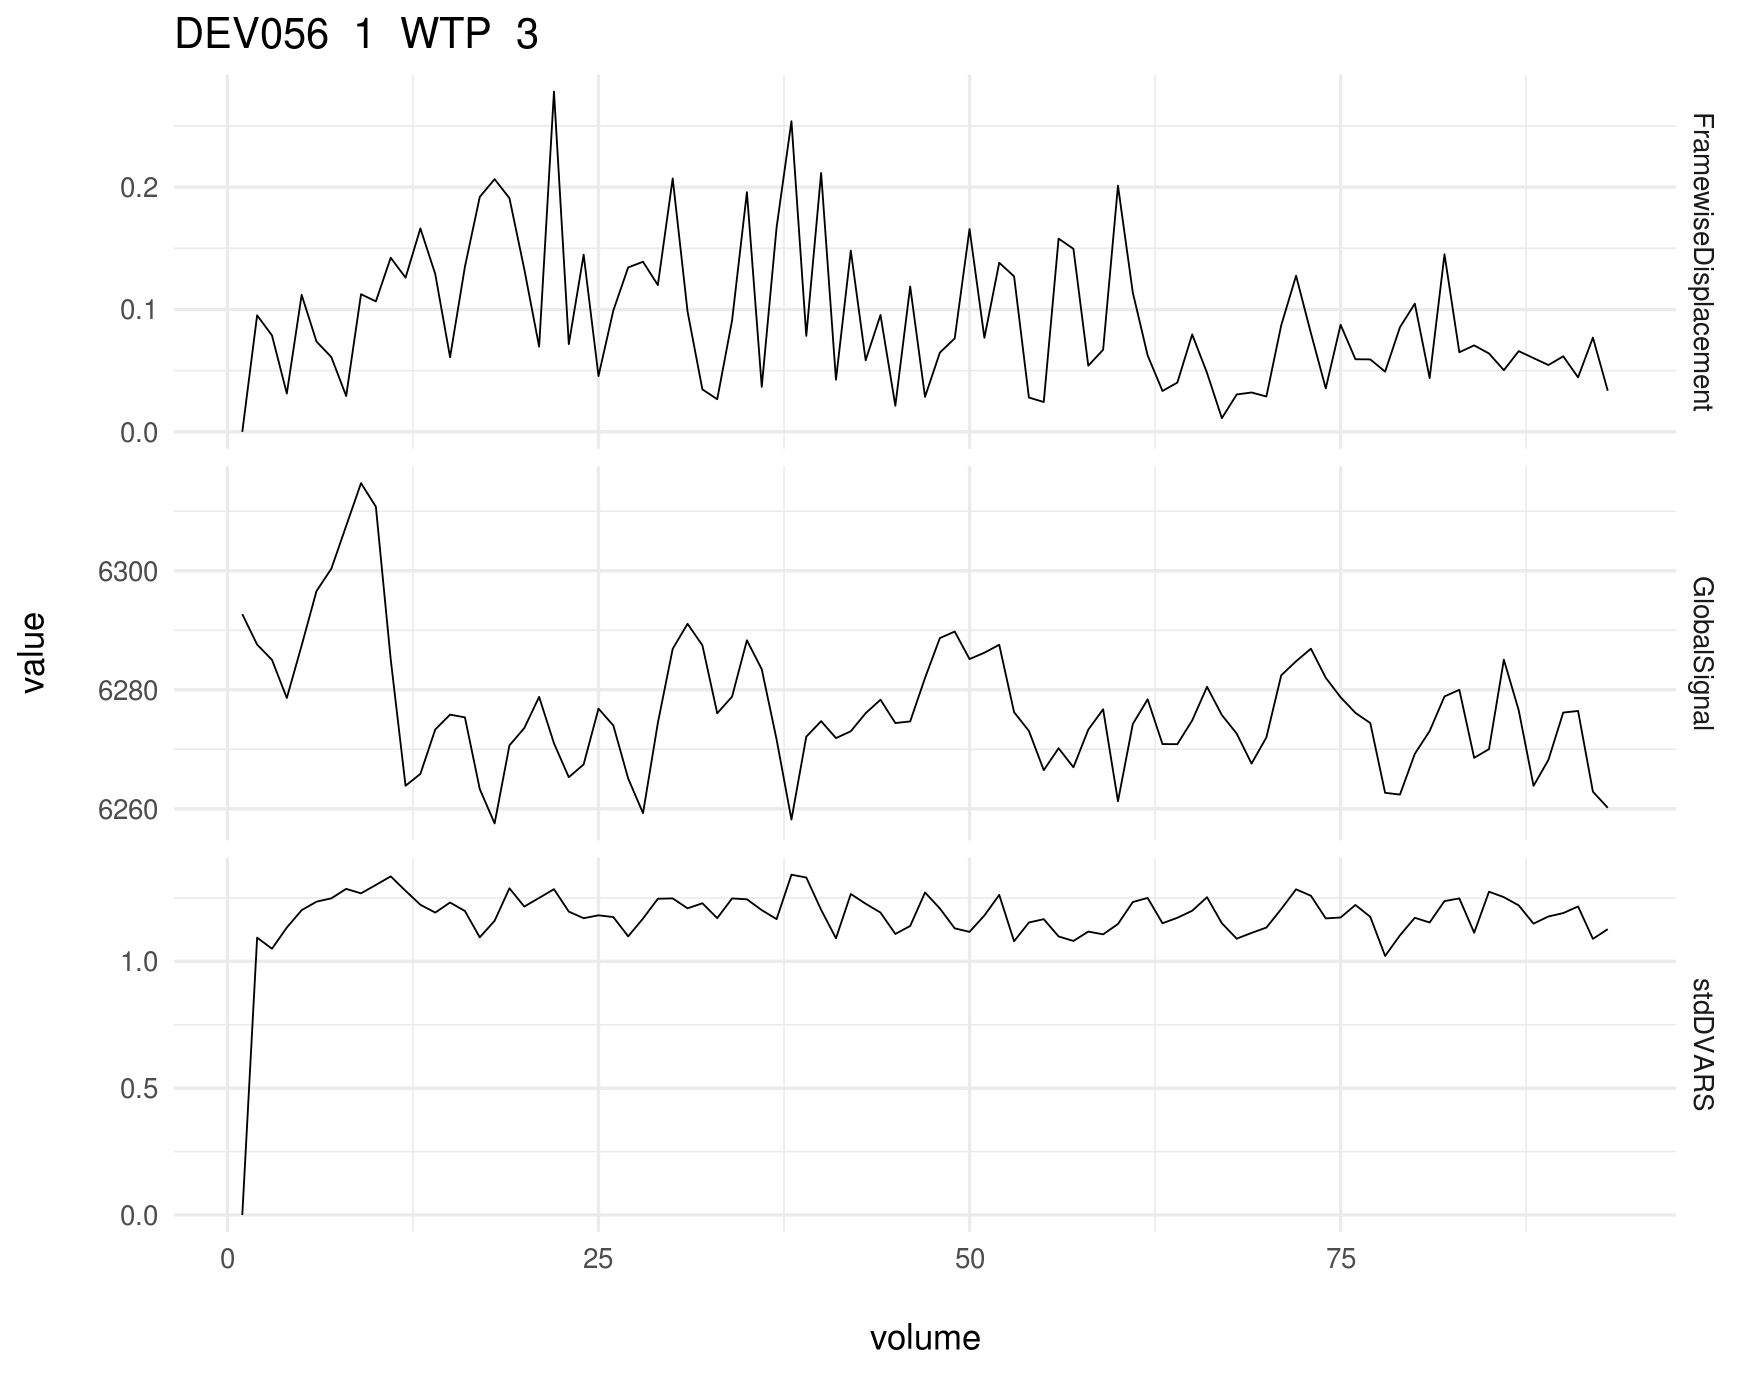 DEV056 1 WTP 3
0.2
0.1
0.0
FramewiseDisplacement
6300
6280
6260
GlobalSignal
1.0
0.5
0.0
stdDVARS
value
0 25 50 75
volume